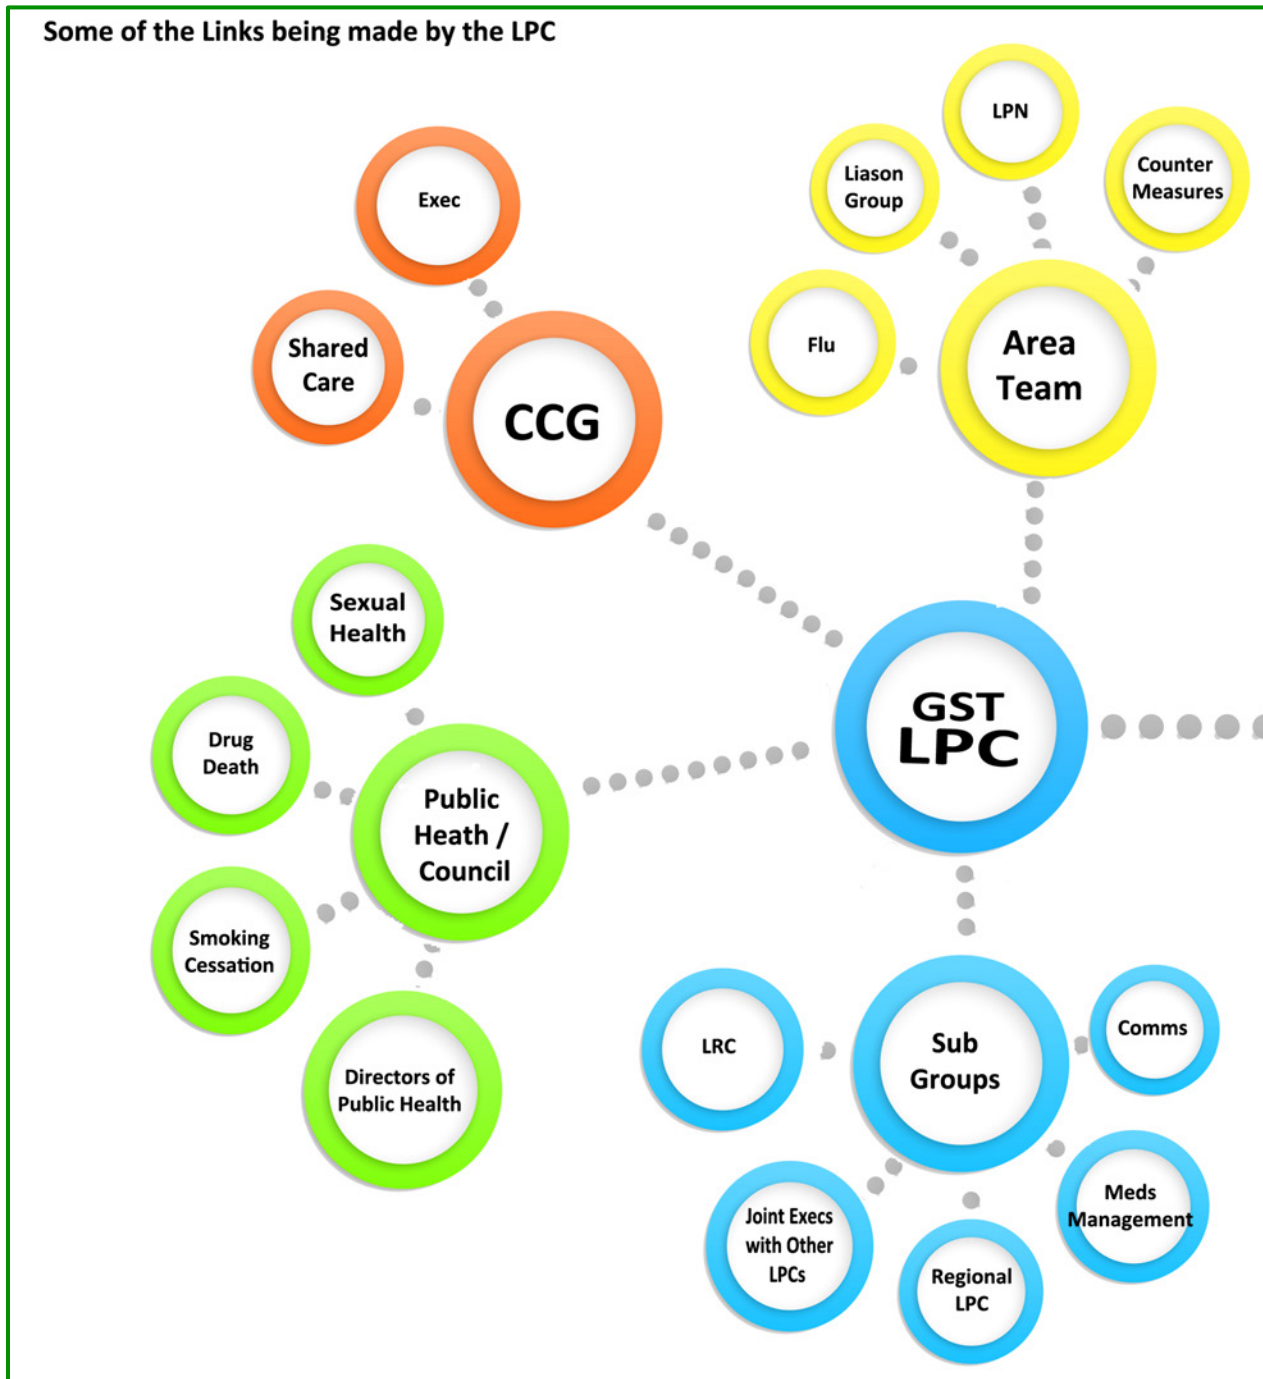 Some of the Links being made by the LPC
LPN
Counter
Measures
Liason
Group
Flu
Area
Team
Exec
Shared
Care
CCG
Sexual
Health
Drug
Death
Public
Heath /
Council
Smoking
Cessation
Directors of
Public Health
GST
LPC
Sub
Groups
LRC
Comms
Meds
Management
Joint Execs
with Other
LPCs
Regional
LPC